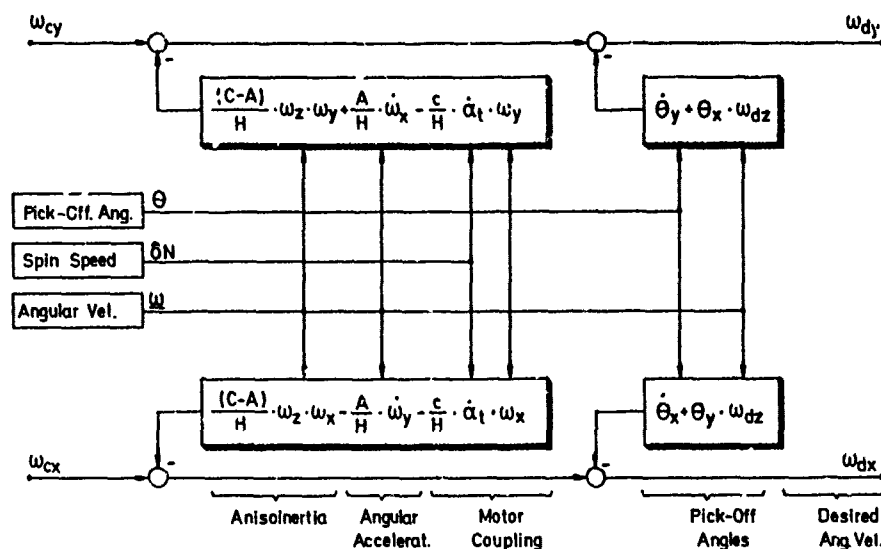 ω_cy
ω_dy
-
-
(C-A)/H · ω_z · ω_y + A/H · ω̇_x - c/H · α̇_t · ω_y
θ̇_y + θ_x · ω_dz
Pick-Off. Ang.
θ
Spin Speed
δN
Angular Vel.
ω
(C-A)/H · ω_z · ω_x - A/H · ω̇_y - c/H · α̇_t · ω_x
θ̇_x + θ_y · ω_dz
ω_cx
-
-
ω_dx
Anisoinertia
Angular
Accelerat.
Motor
Coupling
Pick-Off
Angles
Desired
Ang. Vel.